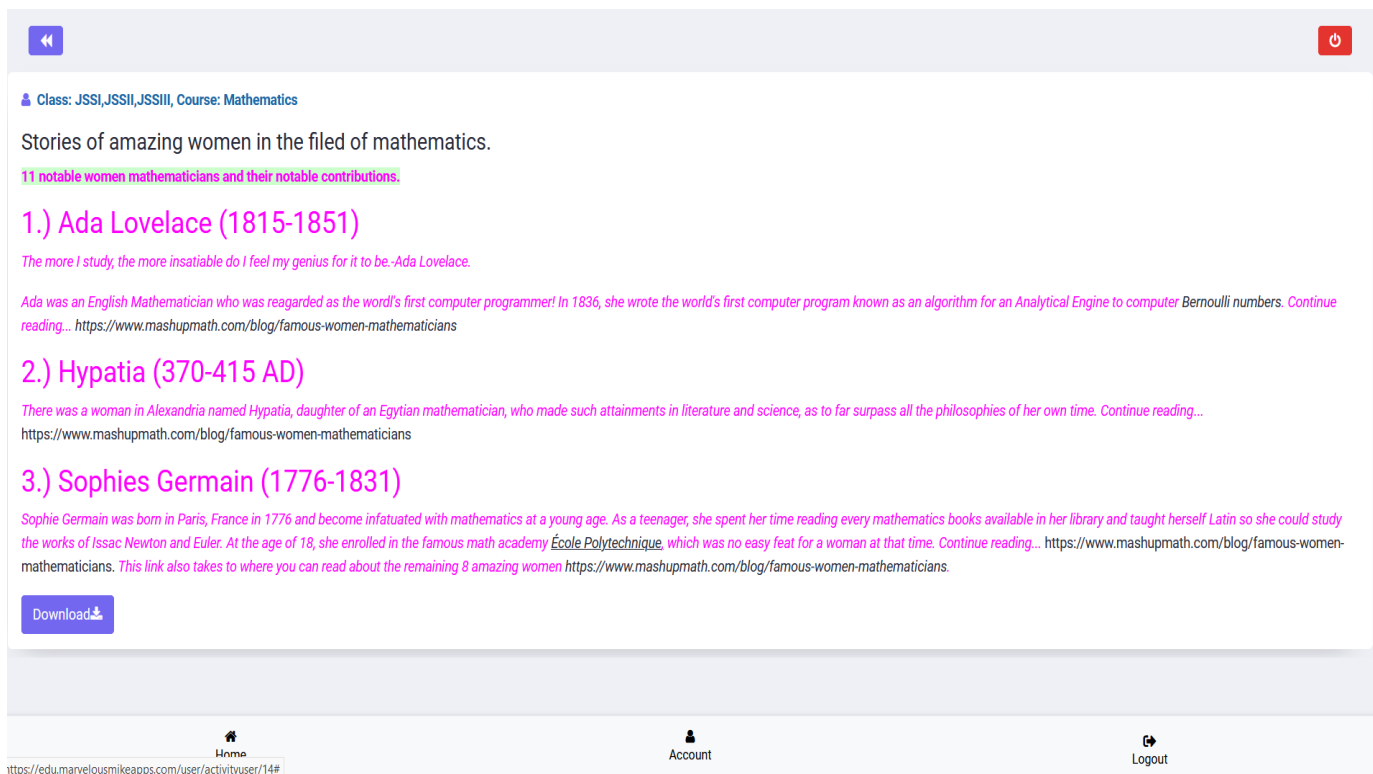 Class: JSSI,JSSII,JSSIII, Course: Mathematics
Stories of amazing women in the filed of mathematics.
11 notable women mathematicians and their notable contributions.
1.) Ada Lovelace (1815-1851)
The more I study, the more insatiable do I feel my genius for it to be.-Ada Lovelace.
Ada was an English Mathematician who was reagarded as the wordl's first computer programmer! In 1836, she wrote the world's first computer program known as an algorithm for an Analytical Engine to computer Bernoulli numbers. Continue
reading... https://www.mashupmath.com/blog/famous-women-mathematicians
2.) Hypatia (370-415 AD)
There was a woman in Alexandria named Hypatia, daughter of an Egytian mathematician, who made such attainments in literature and science, as to far surpass all the philosophies of her own time. Continue reading...
https://www.mashupmath.com/blog/famous-women-mathematicians
3.) Sophies Germain (1776-1831)
Sophie Germain was born in Paris, France in 1776 and become infatuated with mathematics at a young age. As a teenager, she spent her time reading every mathematics books available in her library and taught herself Latin so she could study
the works of Issac Newton and Euler. At the age of 18, she enrolled in the famous math academy École Polytechnique, which was no easy feat for a woman at that time. Continue reading... https://www.mashupmath.com/blog/famous-women-
mathematicians. This link also takes to where you can read about the remaining 8 amazing women https://www.mashupmath.com/blog/famous-women-mathematicians.
Download
Home
Account
Logout
https://edu.marvelousmikeapps.com/user/activityuser/14#